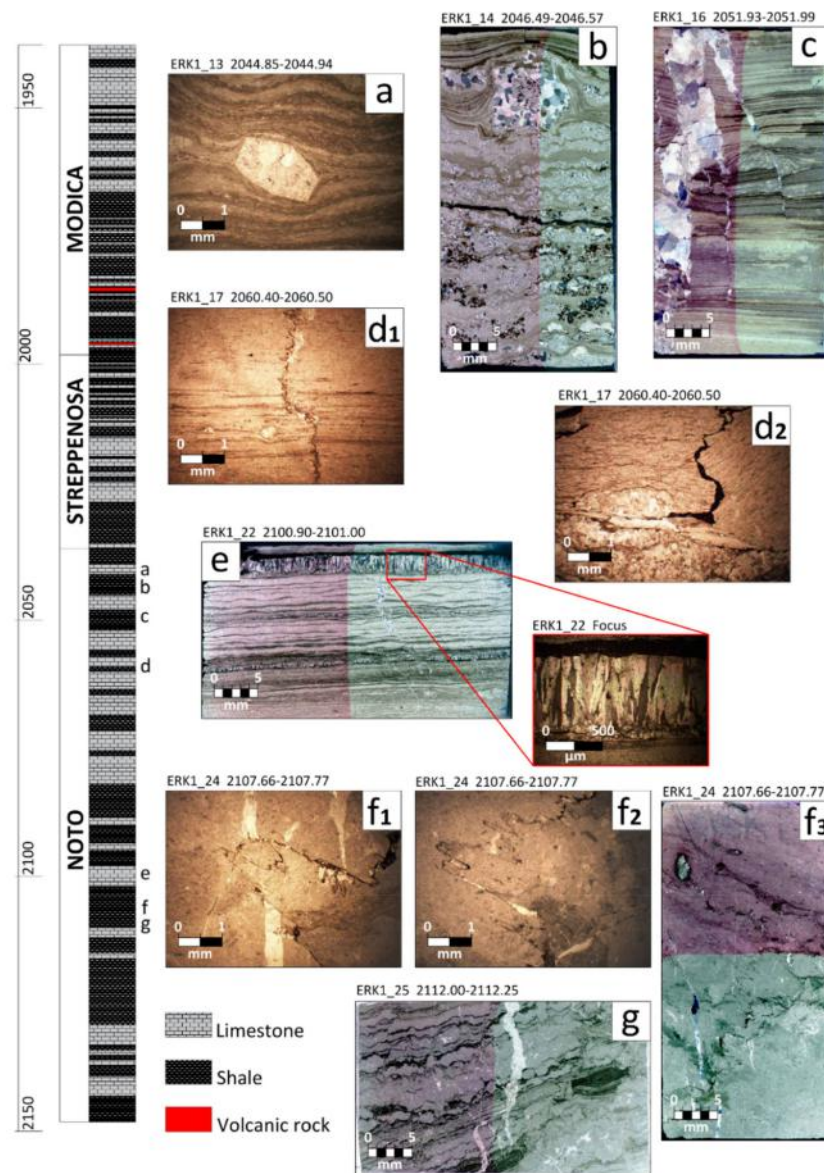 ERK1_14 2046.49-2046.57
ERK1_16 2051.93-2051.99
ERK1_13 2044.85-2044.94
a
b
c
0 1
mm
0 5
mm
0 5
mm
1950
MODICA
ERK1_17 2060.40-2060.50
d1
0 1
mm
2000
STREPPENOSA
ERK1_17 2060.40-2060.50
d2
0 1
mm
ERK1_22 2100.90-2101.00
e
0 5
mm
a
b
2050
c
d
ERK1_22 Focus
0 500
µm
NOTO
ERK1_24 2107.66-2107.77
f1
0 1
mm
ERK1_24 2107.66-2107.77
f2
0 1
mm
ERK1_24 2107.66-2107.77
f3
0 5
mm
2100
e
f
g
ERK1_25 2112.00-2112.25
g
0 5
mm
Limestone
Shale
Volcanic rock
2150